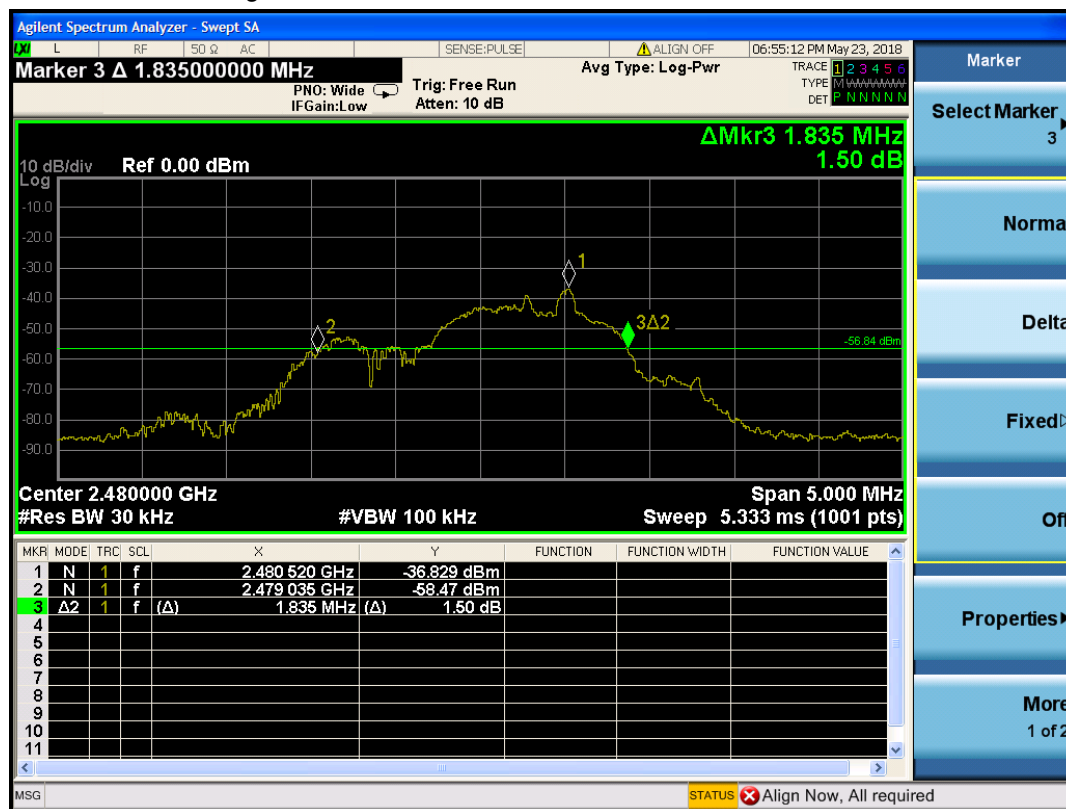 Agilent Spectrum Analyzer - Swept SA
LXI L RF 50 Ω AC SENSE:PULSE ALIGN OFF 06:55:12 PM May 23, 2018
Marker 3 Δ 1.835000000 MHz
PNO: Wide
IFGain:Low
Trig: Free Run
Atten: 10 dB
Avg Type: Log-Pwr
TRACE 1 2 3 4 5 6
TYPE M
DET P N N N N N
ΔMkr3 1.835 MHz
1.50 dB
10 dB/div Ref 0.00 dBm
Log
-10.0
-20.0
-30.0
-40.0
-50.0
-60.0
-70.0
-80.0
-90.0
1
2
3Δ2
-56.84 dBm
Center 2.480000 GHz Span 5.000 MHz
#Res BW 30 kHz #VBW 100 kHz Sweep 5.333 ms (1001 pts)
MKR MODE TRC SCL X Y FUNCTION FUNCTION WIDTH FUNCTION VALUE
1 N 1 f 2.480 520 GHz -36.829 dBm
2 N 1 f 2.479 035 GHz -58.47 dBm
3 Δ2 1 f (Δ) 1.835 MHz (Δ) 1.50 dB
4
5
6
7
8
9
10
11
MSG STATUS Align Now, All required
Marker
Select Marker
3
Norma
Delta
Fixed
Off
Properties
More
1 of 2